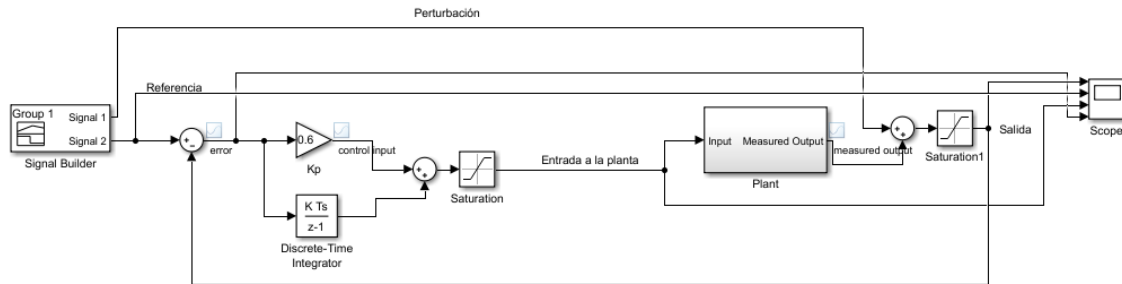 Perturbación
Group 1
Signal 1
Signal 2
Signal Builder
Referencia
error
0.6
Kp
control input
K Ts
z-1
Discrete-Time
Integrator
Saturation
Entrada a la planta
Input
Measured Output
Plant
measured output
Saturation1
Salida
Scope